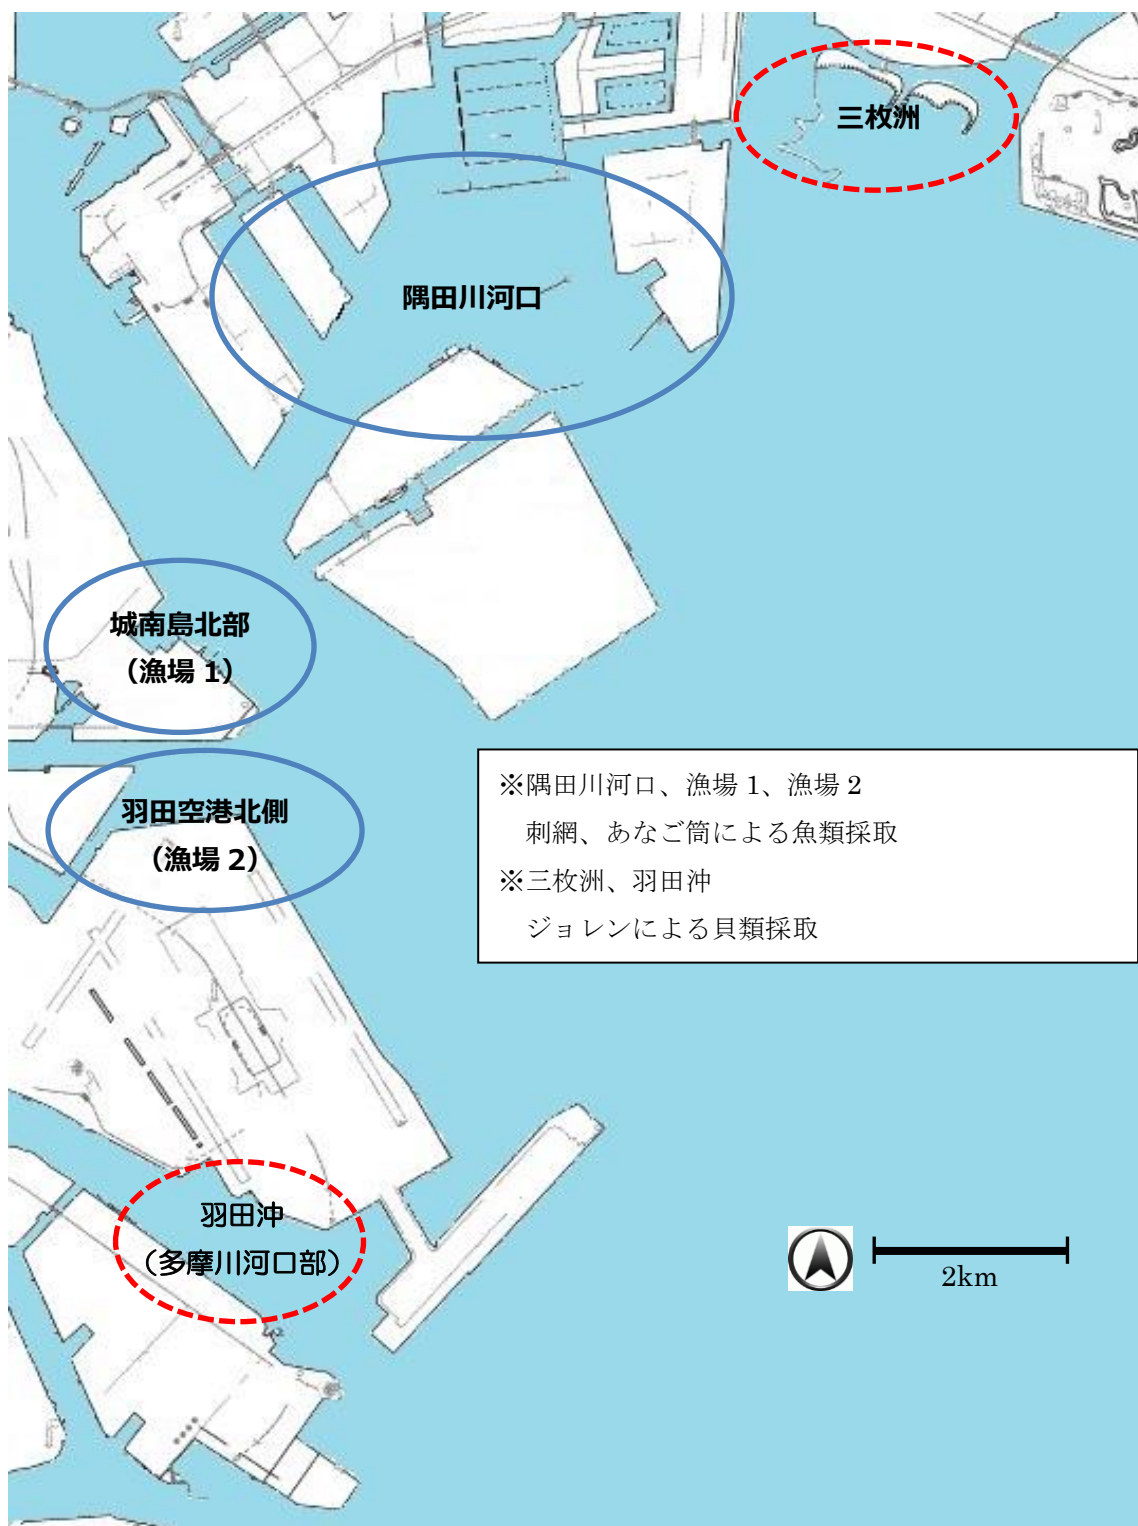 三枚洲
隅田川河口
城南島北部
（漁場 1）
羽田空港北側
（漁場 2）
※隅田川河口、漁場 1、漁場 2
刺網、あなご筒による魚類採取
※三枚洲、羽田沖
ジョレンによる貝類採取
羽田沖
（多摩川河口部）
2km